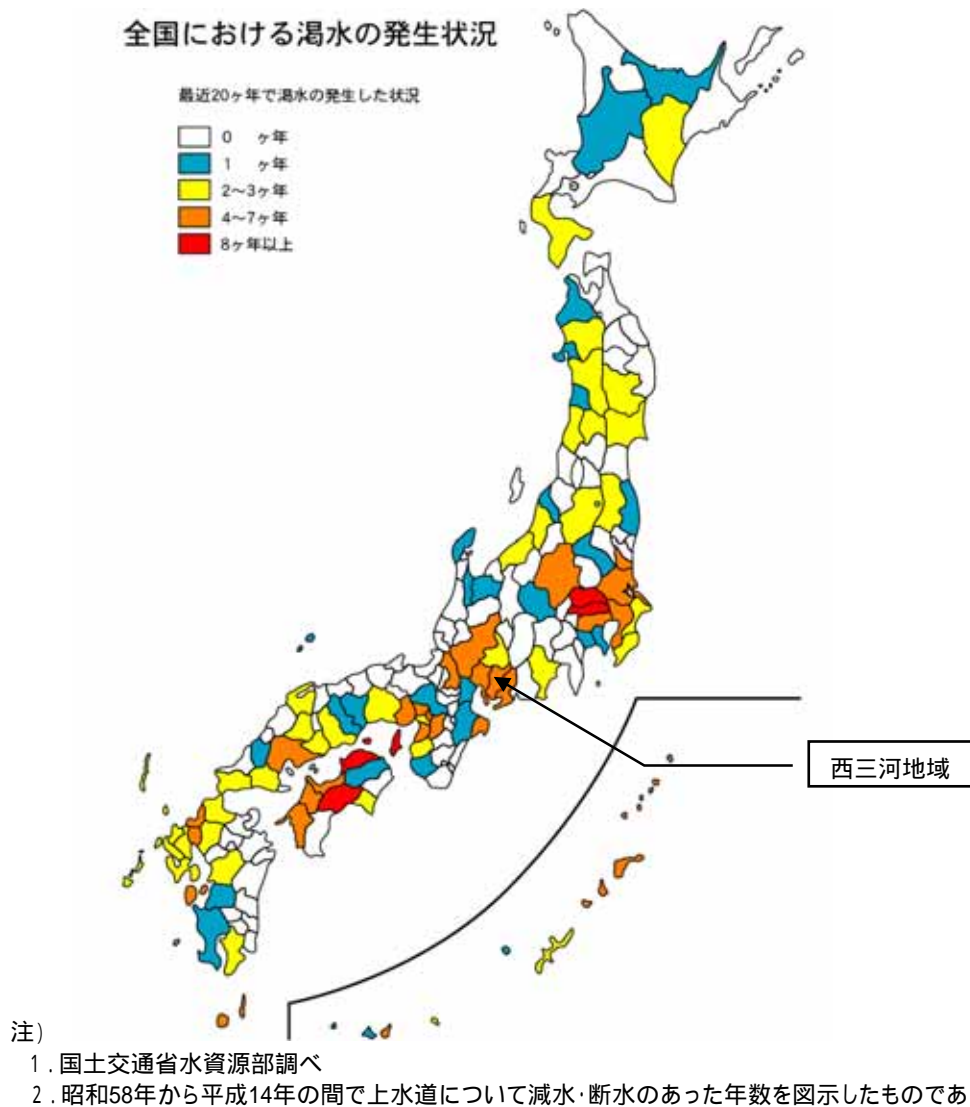 全国における渇水の発生状況
最近20ヶ年で渇水の発生した状況
0 ヶ年
1 ヶ年
2～3ヶ年
4～7ヶ年
8ヶ年以上
西三河地域
注)
1．国土交通省水資源部調べ
2．昭和58年から平成14年の間で上水道について減水･断水のあった年数を図示したものであ